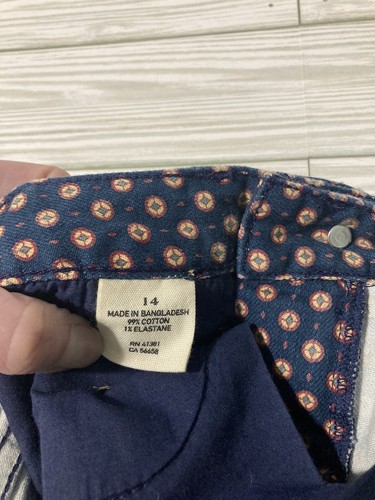 14
MADE IN BANGLADESH
99% COTTON
1% ELASTANE
RN 41381
CA 56658